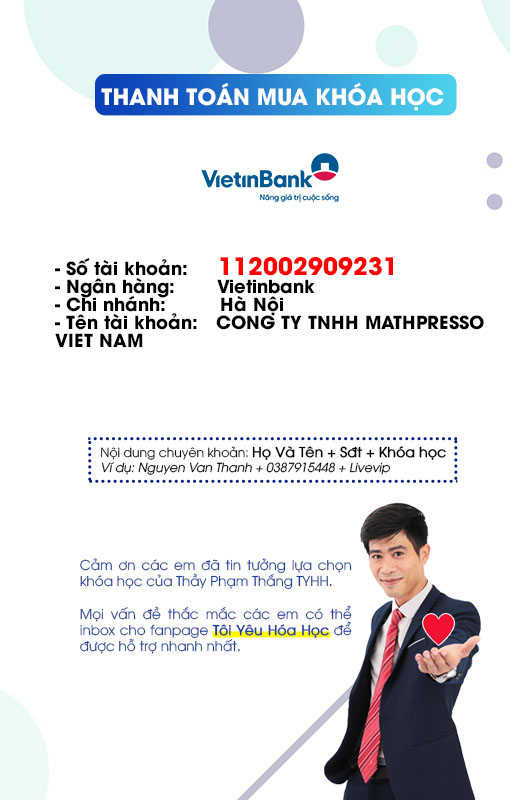 THANH TOÁN MUA KHÓA HỌC
VietinBank
Nâng giá trị cuộc sống
- Số tài khoản: 112002909231
- Ngân hàng: Vietinbank
- Chi nhánh: Hà Nội
- Tên tài khoản: CONG TY TNHH MATHPRESSO
VIET NAM
Nội dung chuyên khoản: Họ Và Tên + Sđt + Khóa học
Ví dụ: Nguyen Van Thanh + 0387915448 + Livevip
Cảm ơn các em đã tin tưởng lựa chọn
khóa học của Thầy Phạm Thắng TYHH.
Mọi vấn đề thắc mắc các em có thể
inbox cho fanpage Tôi Yêu Hóa Học để
được hỗ trợ nhanh nhất.